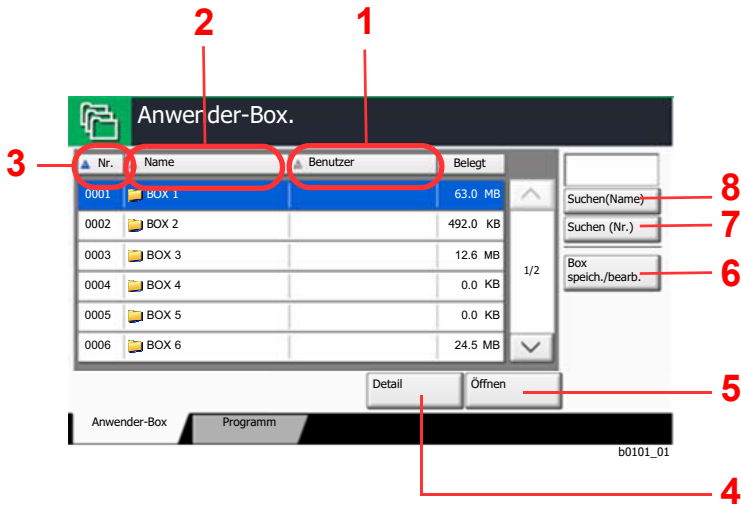 2 1
Anwender-Box.
3 Nr. Name Benutzer Belegt
0001 BOX 1 63.0 MB
Suchen(Name) 8
0002 BOX 2 492.0 KB
Suchen (Nr.) 7
0003 BOX 3 12.6 MB
1/2
Box
speich./bearb. 6
0004 BOX 4 0.0 KB
0005 BOX 5 0.0 KB
0006 BOX 6 24.5 MB
Detail Öffnen 5
Anwender-Box Programm
b0101_01
4